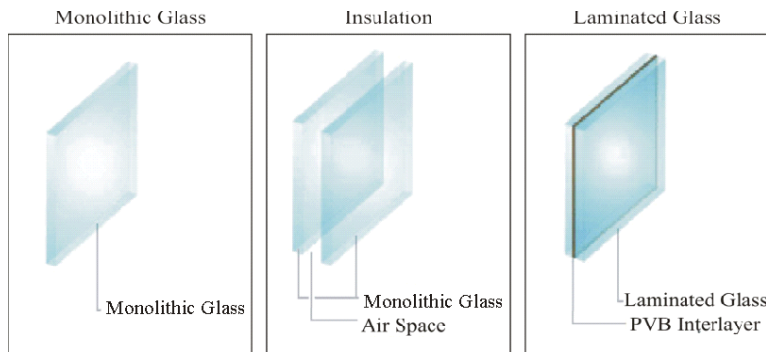 Monolithic Glass
Insulation
Laminated Glass
Monolithic Glass
Monolithic Glass
Air Space
Laminated Glass
PVB Interlayer